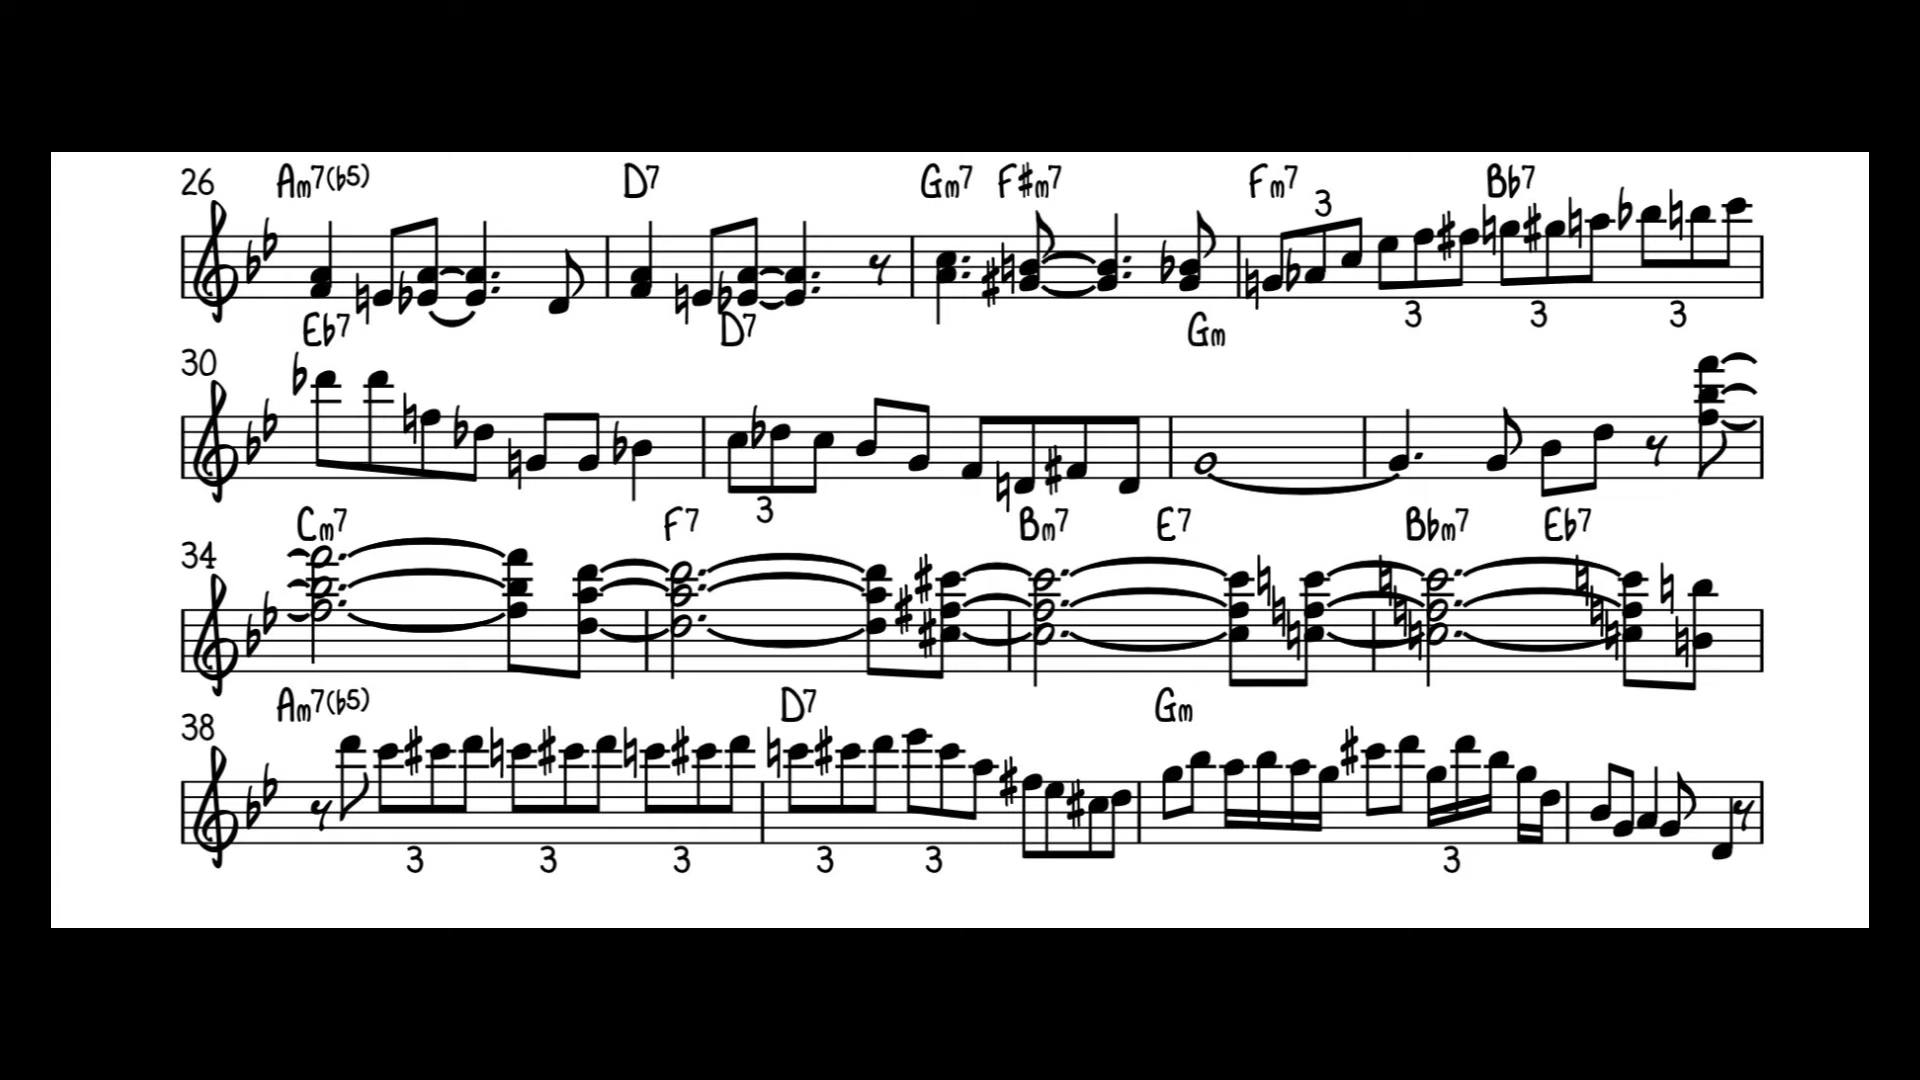 26 Am7(b5) D7 Gm7 F#m7 Fm7 Bb7
3
3 3 3
30 Eb7 D7 Gm
3
34 Cm7 F7 Bm7 E7 Bbm7 Eb7
38 Am7(b5) D7 Gm
3 3 3 3 3 3